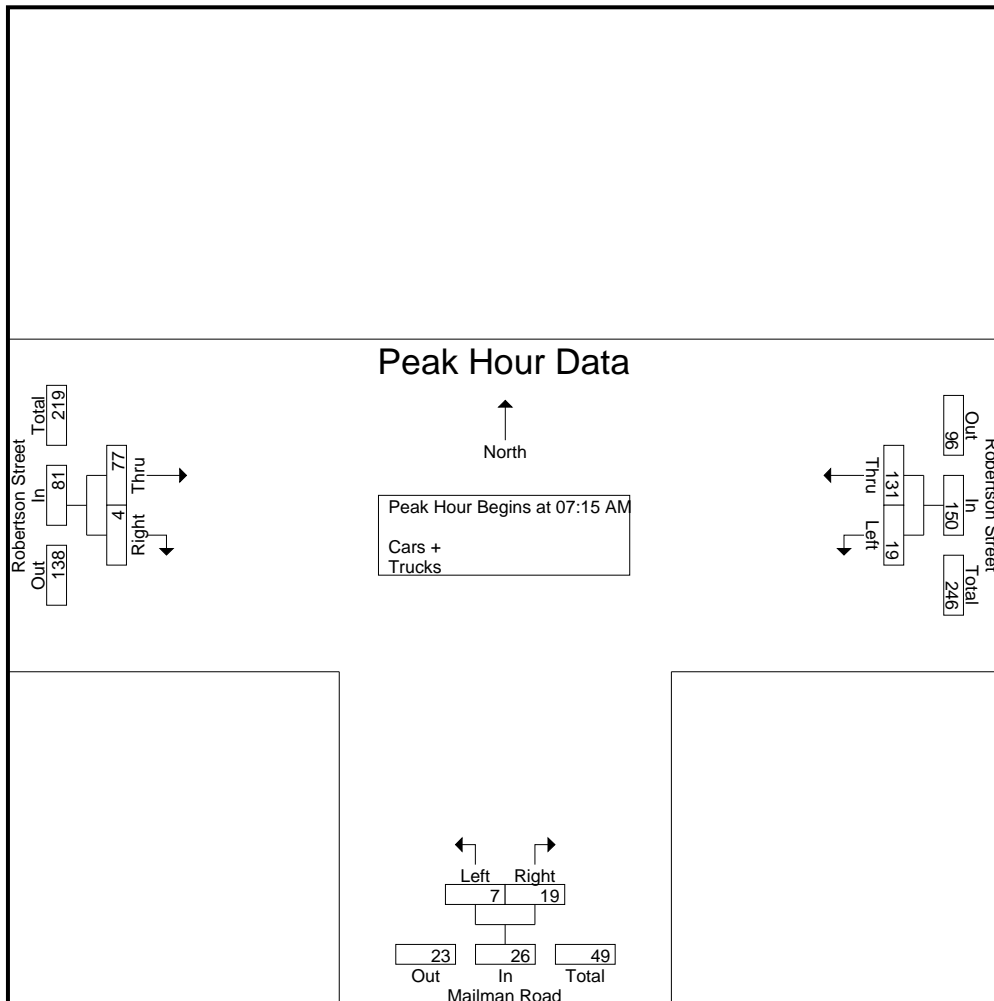 Peak Hour Data
North
Peak Hour Begins at 07:15 AM
Cars +
Trucks
Robertson Street
Total
219
In
81
Out
138
77
Thru
4
Right
Robertson Street
Out
96
In
150
Total
246
Thru
131
Left
19
Left Right
7 19
23 26 49
Out In Total
Mailman Road